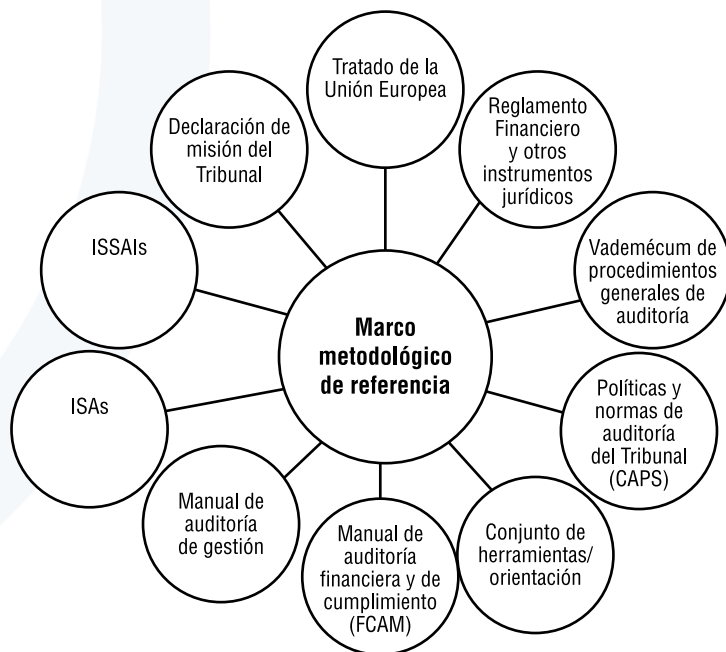 Tratado de la
Unión Europea
Reglamento
Financiero
y otros
instrumentos
jurídicos
Vademécum de
procedimientos
generales de
auditoría
Políticas y
normas de
auditoría
del Tribunal
(CAPS)
Conjunto de
herramientas/
orientación
Manual de
auditoría
financiera y de
cumplimiento
(FCAM)
Manual de
auditoría
de gestión
ISAs
ISSAIs
Declaración de
misión del
Tribunal
Marco
metodológico
de referencia